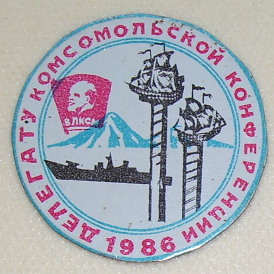 ДЕЛЕГАТУ КОМСОМОЛЬСКОЙ КОНФЕРЕНЦИИ
1986
ВЛКСМ